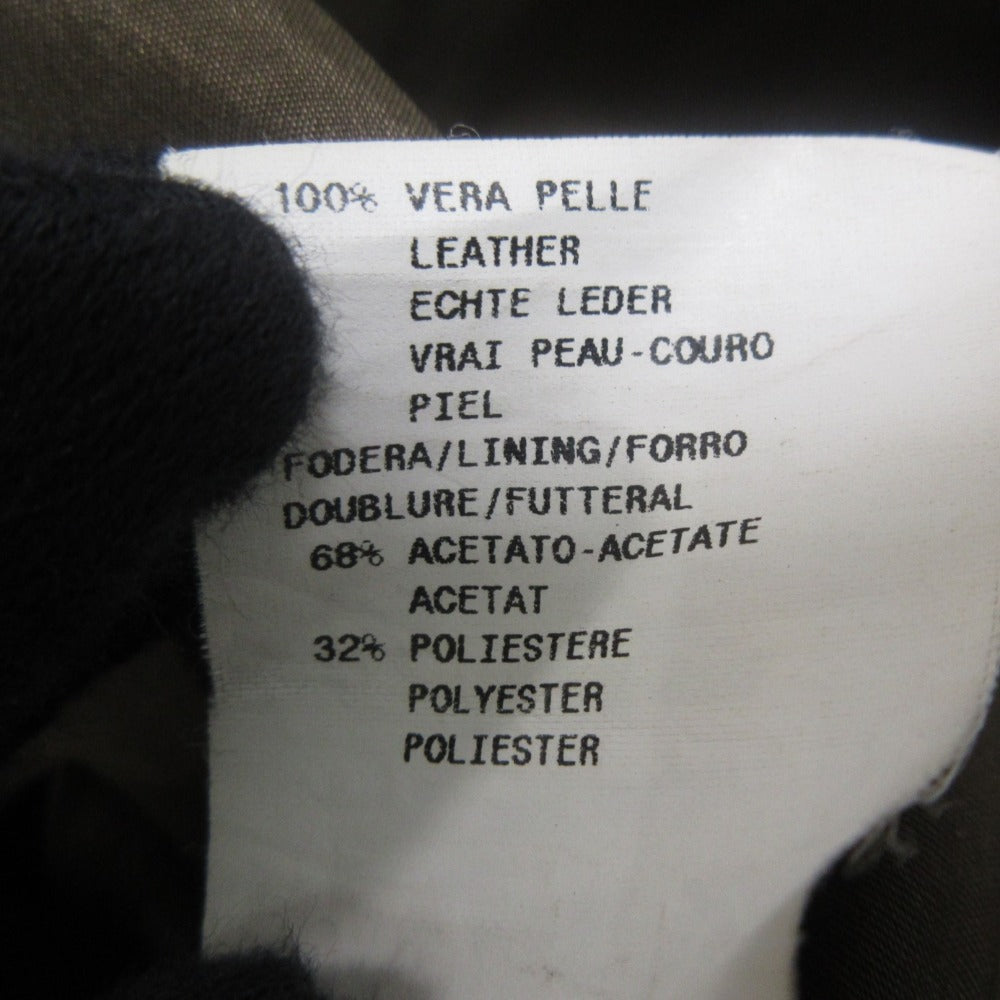 100% VERA PELLE
LEATHER
ECHTE LEDER
VRAI PEAU-COURO
PIEL
FODERA/LINING/FORRO
DOUBLURE/FUTTERAL
68% ACETATO-ACETATE
ACETAT
32% POLIESTERE
POLYESTER
POLIESTER